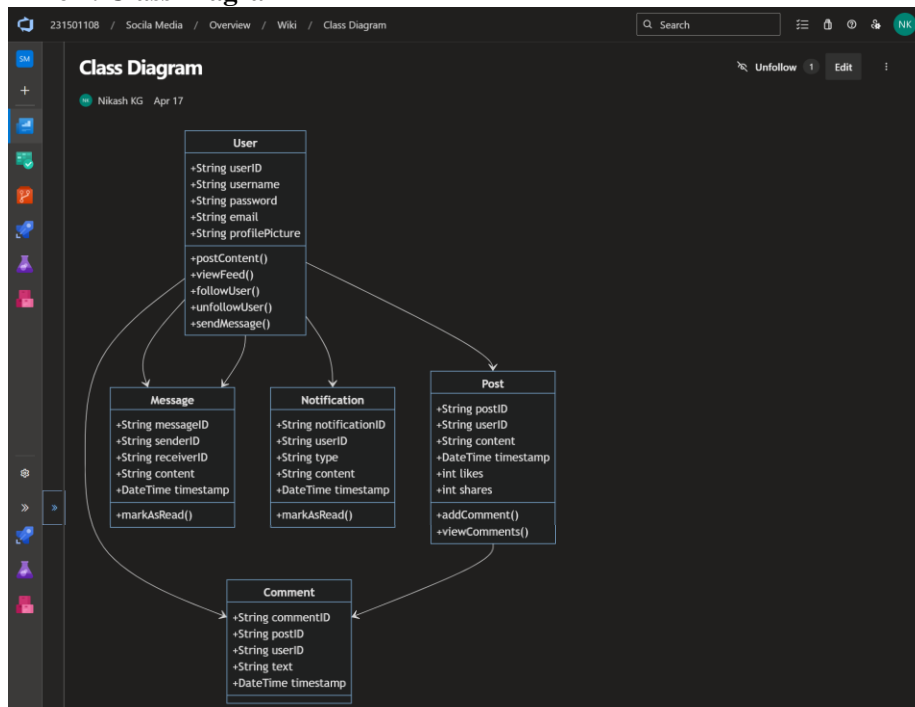 231501108 / Socila Media / Overview / Wiki / Class Diagram
Search
NK
SM
Class Diagram
Unfollow 1 Edit
NK Nikash KG Apr 17
User
+String userID
+String username
+String password
+String email
+String profilePicture
+postContent()
+viewFeed()
+followUser()
+unfollowUser()
+sendMessage()
Message
+String messageID
+String senderID
+String receiverID
+String content
+DateTime timestamp
+markAsRead()
Notification
+String notificationID
+String userID
+String type
+String content
+DateTime timestamp
+markAsRead()
Post
+String postID
+String userID
+String content
+DateTime timestamp
+int likes
+int shares
+addComment()
+viewComments()
Comment
+String commentID
+String postID
+String userID
+String text
+DateTime timestamp